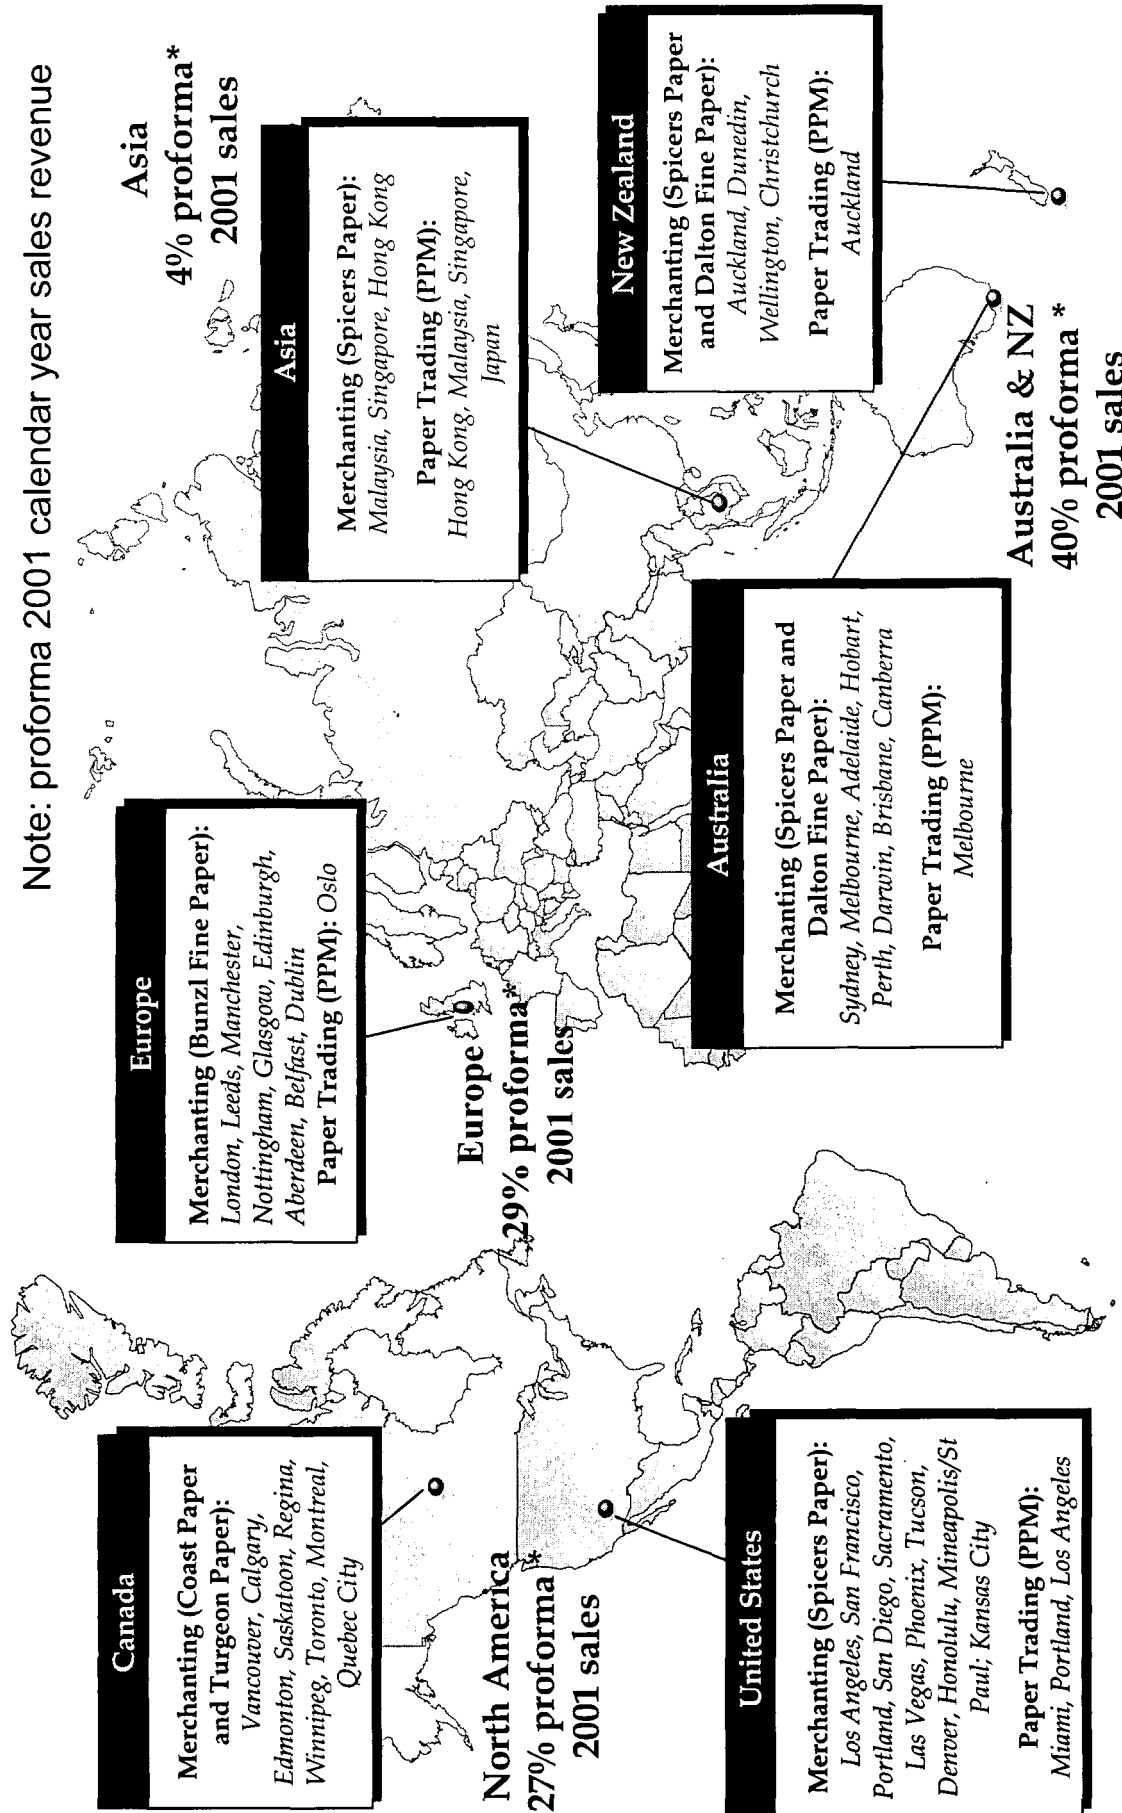 Note: proforma 2001 calendar year sales revenue
Canada
Merchanting (Coast Paper
and Turgeon Paper):
Vancouver, Calgary,
Edmonton, Saskatoon, Regina,
Winnipeg, Toronto, Montreal,
Quebec City
North America
27% proforma*
2001 sales
United States
Merchanting (Spicers Paper):
Los Angeles, San Francisco,
Portland, San Diego, Sacramento,
Las Vegas, Phoenix, Tucson,
Denver, Honolulu, Mineapolis/St
Paul; Kansas City
Paper Trading (PPM):
Miami, Portland, Los Angeles
Europe
Merchanting (Bunzl Fine Paper):
London, Leeds, Manchester,
Nottingham, Glasgow, Edinburgh,
Aberdeen, Belfast, Dublin
Paper Trading (PPM): Oslo
Europe
29% proforma*
2001 sales
Australia
Merchanting (Spicers Paper and
Dalton Fine Paper):
Sydney, Melbourne, Adelaide, Hobart,
Perth, Darwin, Brisbane, Canberra
Paper Trading (PPM):
Melbourne
Asia
4% proforma*
2001 sales
Asia
Merchanting (Spicers Paper):
Malaysia, Singapore, Hong Kong
Paper Trading (PPM):
Hong Kong, Malaysia, Singapore,
Japan
New Zealand
Merchanting (Spicers Paper
and Dalton Fine Paper):
Auckland, Dunedin,
Wellington, Christchurch
Paper Trading (PPM):
Auckland
Australia & NZ
40% proforma *
2001 sales